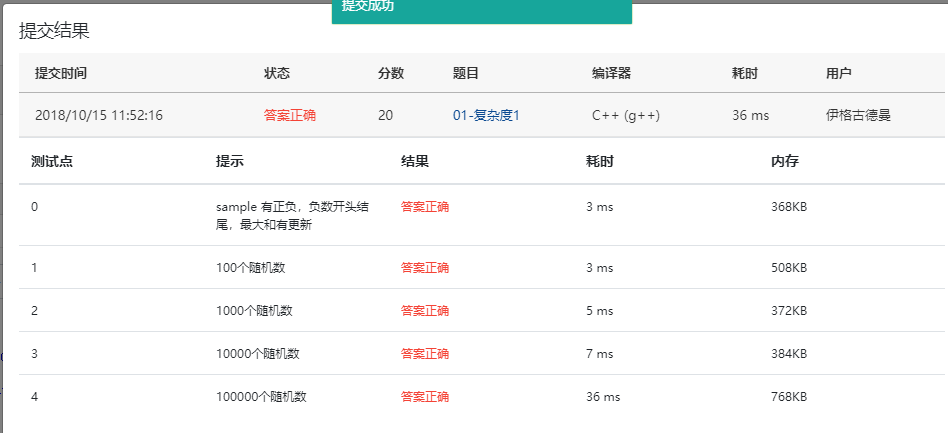 提交成功
提交结果
提交时间 状态 分数 题目 编译器 耗时 用户
2018/10/15 11:52:16 答案正确 20 01-复杂度1 C++ (g++) 36 ms 伊格古德曼
测试点 提示 结果 耗时 内存
0 sample 有正负，负数开头结尾，最大和有更新 答案正确 3 ms 368KB
1 100个随机数 答案正确 3 ms 508KB
2 1000个随机数 答案正确 5 ms 372KB
3 10000个随机数 答案正确 7 ms 384KB
4 100000个随机数 答案正确 36 ms 768KB